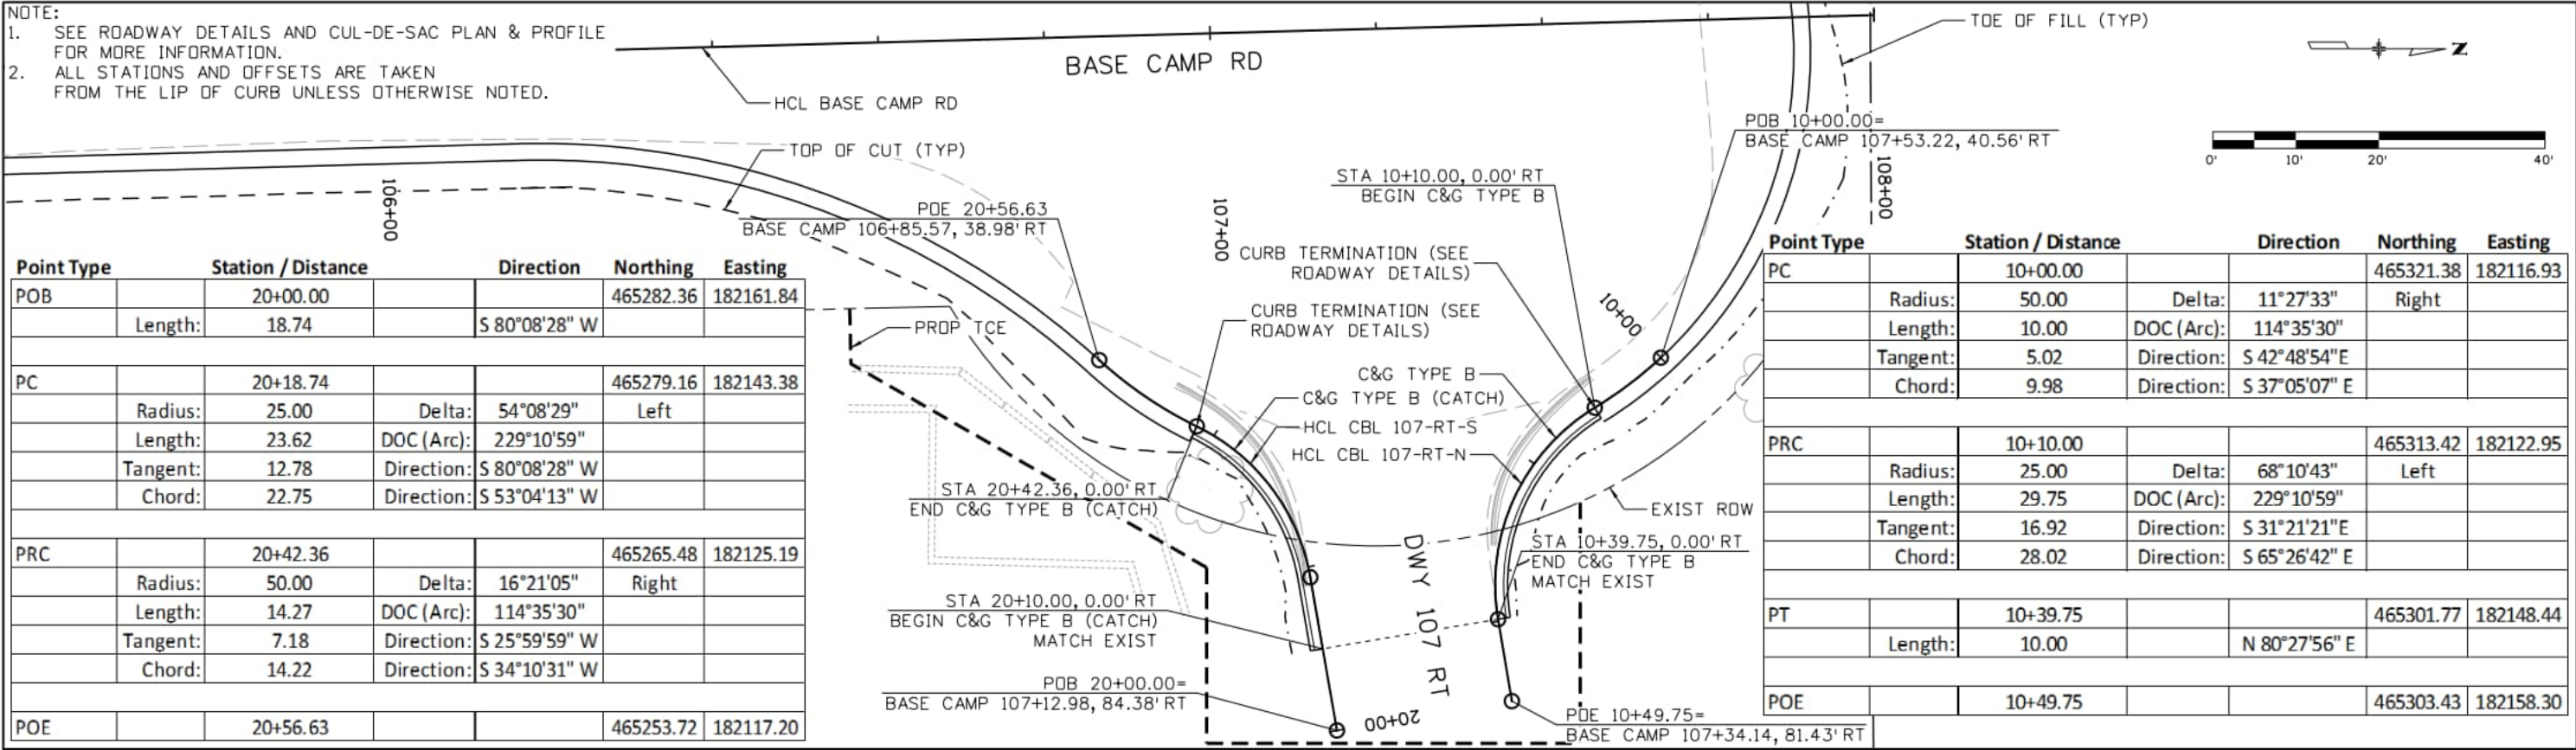 NOTE:
1. SEE ROADWAY DETAILS AND CUL-DE-SAC PLAN & PROFILE
FOR MORE INFORMATION.
2. ALL STATIONS AND OFFSETS ARE TAKEN
FROM THE LIP OF CURB UNLESS OTHERWISE NOTED.
BASE CAMP RD
HCL BASE CAMP RD
TOE OF FILL (TYP)
N
0' 10' 20' 40'
POB 10+00.00=
BASE CAMP 107+53.22, 40.56' RT
108+00
TOP OF CUT (TYP)
106+00
POE 20+56.63
BASE CAMP 106+85.57, 38.98' RT
107+00
STA 10+10.00, 0.00' RT
BEGIN C&G TYPE B
CURB TERMINATION (SEE
ROADWAY DETAILS)
CURB TERMINATION (SEE
ROADWAY DETAILS)
10+00
PROP TCE
C&G TYPE B
C&G TYPE B (CATCH)
HCL CBL 107-RT-S
HCL CBL 107-RT-N
STA 20+42.36, 0.00' RT
END C&G TYPE B (CATCH)
EXIST ROW
DWY 107 RT
STA 10+39.75, 0.00' RT
END C&G TYPE B
MATCH EXIST
STA 20+10.00, 0.00' RT
BEGIN C&G TYPE B (CATCH)
MATCH EXIST
POB 20+00.00=
BASE CAMP 107+12.98, 84.38' RT
20+00
POE 10+49.75=
BASE CAMP 107+34.14, 81.43' RT
Point Type Station / Distance Direction Northing Easting
POB 20+00.00 465282.36 182161.84
Length: 18.74 S 80°08'28" W
PC 20+18.74 465279.16 182143.38
Radius: 25.00 Delta: 54°08'29" Left
Length: 23.62 DOC (Arc): 229°10'59"
Tangent: 12.78 Direction: S 80°08'28" W
Chord: 22.75 Direction: S 53°04'13" W
PRC 20+42.36 465265.48 182125.19
Radius: 50.00 Delta: 16°21'05" Right
Length: 14.27 DOC (Arc): 114°35'30"
Tangent: 7.18 Direction: S 25°59'59" W
Chord: 14.22 Direction: S 34°10'31" W
POE 20+56.63 465253.72 182117.20
Point Type Station / Distance Direction Northing Easting
PC 10+00.00 465321.38 182116.93
Radius: 50.00 Delta: 11°27'33" Right
Length: 10.00 DOC (Arc): 114°35'30"
Tangent: 5.02 Direction: S 42°48'54"E
Chord: 9.98 Direction: S 37°05'07" E
PRC 10+10.00 465313.42 182122.95
Radius: 25.00 Delta: 68°10'43" Left
Length: 29.75 DOC (Arc): 229°10'59"
Tangent: 16.92 Direction: S 31°21'21"E
Chord: 28.02 Direction: S 65°26'42" E
PT 10+39.75 465301.77 182148.44
Length: 10.00 N 80°27'56" E
POE 10+49.75 465303.43 182158.30